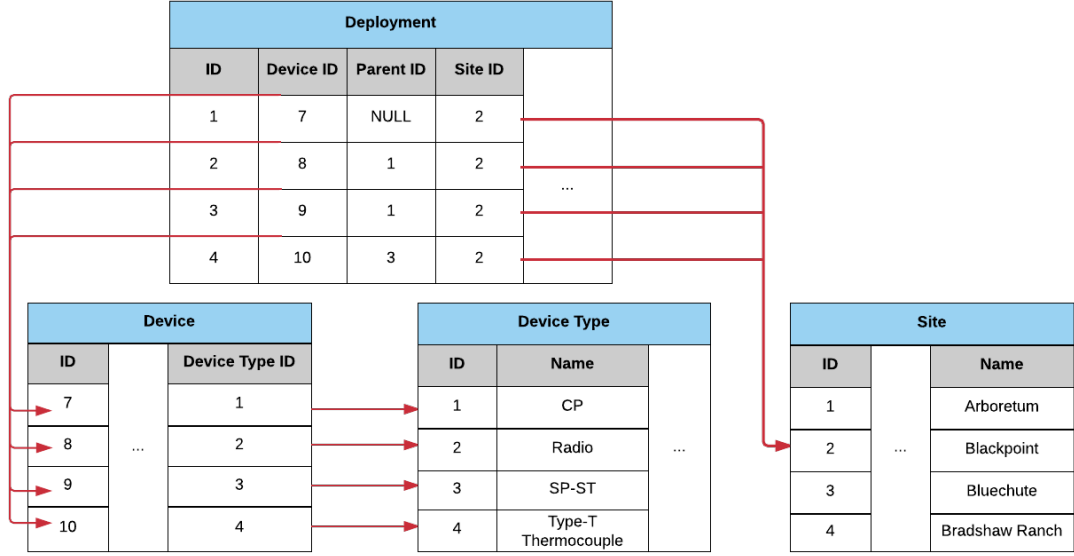 Deployment
ID Device ID Parent ID Site ID
1 7 NULL 2
2 8 1 2
...
3 9 1 2
4 10 3 2
Device
ID Device Type ID
7 1
8 2
...
9 3
10 4
Device Type
ID Name
1 CP
2 Radio
...
3 SP-ST
4 Type-T
Thermocouple
Site
ID Name
1 Arboretum
2 Blackpoint
...
3 Bluechute
4 Bradshaw Ranch